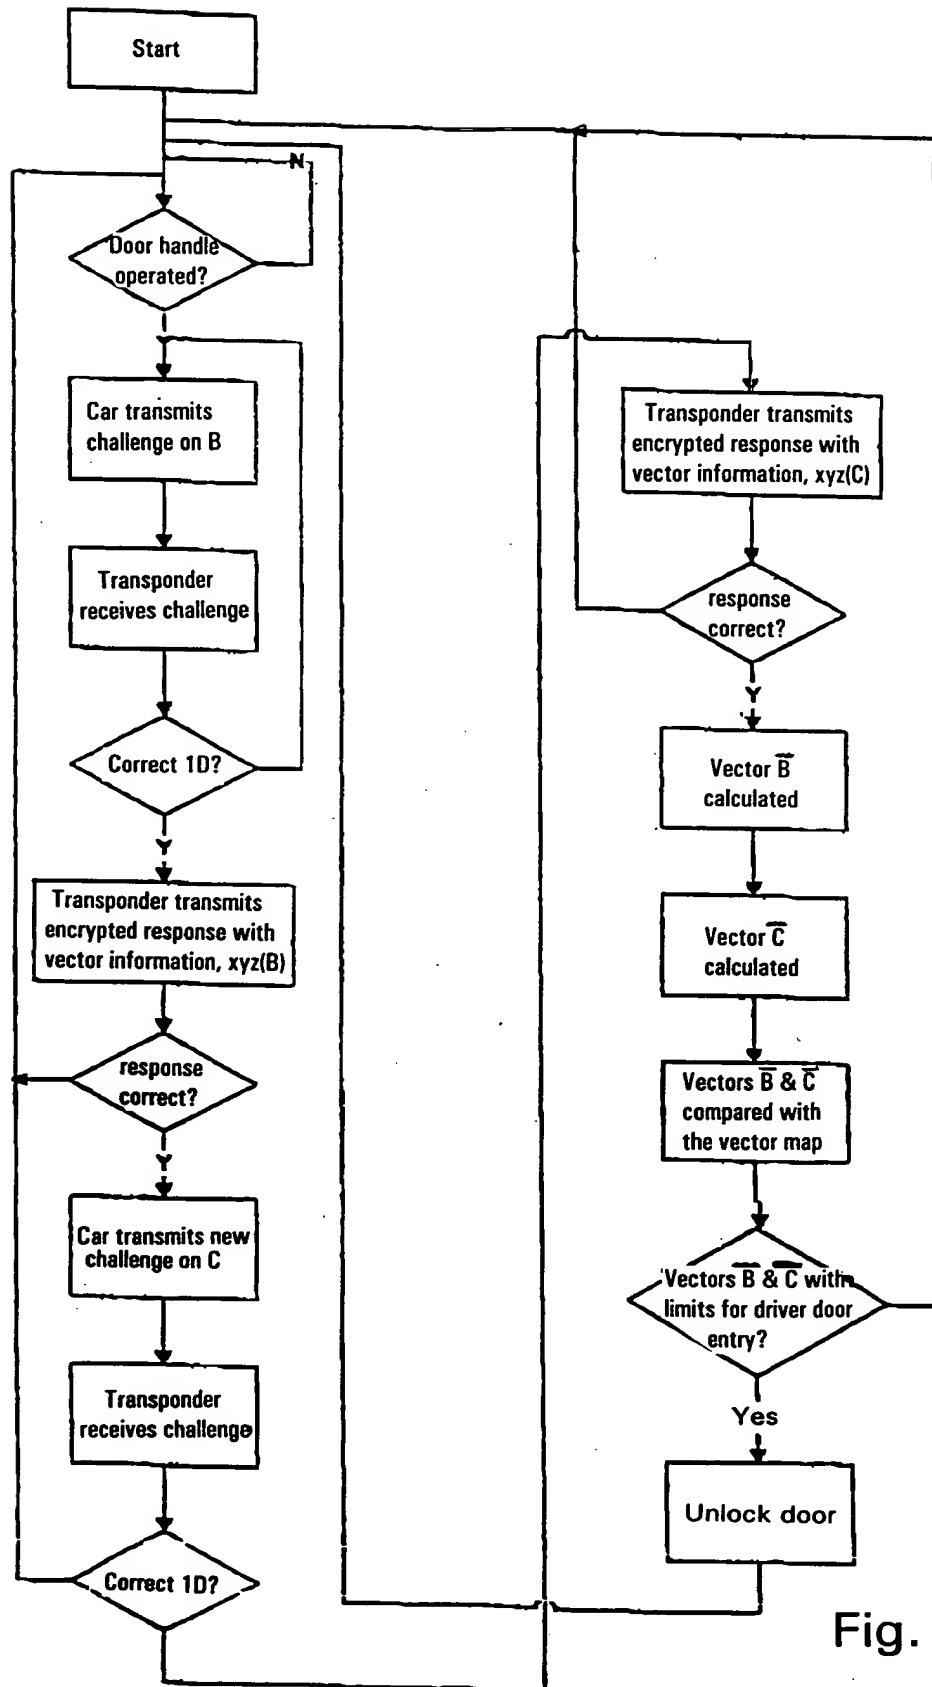 Start
N
Door handle
operated?
Y
Car transmits
challenge on B
Transponder
receives challenge
Correct 1D?
Y
Transponder transmits
encrypted response with
vector information, xyz(B)
response
correct?
Y
Car transmits new
challenge on C
Transponder
receives challenge
Correct 1D?
Transponder transmits
encrypted response with
vector information, xyz(C)
response
correct?
Y
Vector B̅
calculated
Vector C̅
calculated
Vectors B̅ & C̅
compared with
the vector map
Vectors B̅ & C̅ with
limits for driver door
entry?
Yes
Unlock door
Fig.